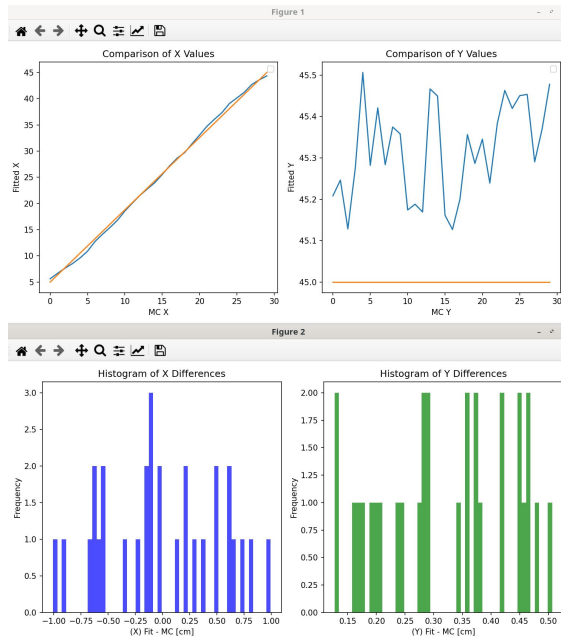 Figure 1
Comparison of X Values
Comparison of Y Values
45
40
35
30
25
20
15
10
5
Fitted X
0 5 10 15 20 25 30
MC X
45.5
45.4
45.3
45.2
45.1
45.0
Fitted Y
0 5 10 15 20 25 30
MC Y
Figure 2
Histogram of X Differences
Histogram of Y Differences
3.0
2.5
2.0
1.5
1.0
0.5
0.0
Frequency
−1.00 −0.75 −0.50 −0.25 0.00 0.25 0.50 0.75 1.00
(X) Fit - MC [cm]
2.00
1.75
1.50
1.25
1.00
0.75
0.50
0.25
0.00
Frequency
0.15 0.20 0.25 0.30 0.35 0.40 0.45 0.50
(Y) Fit - MC [cm]